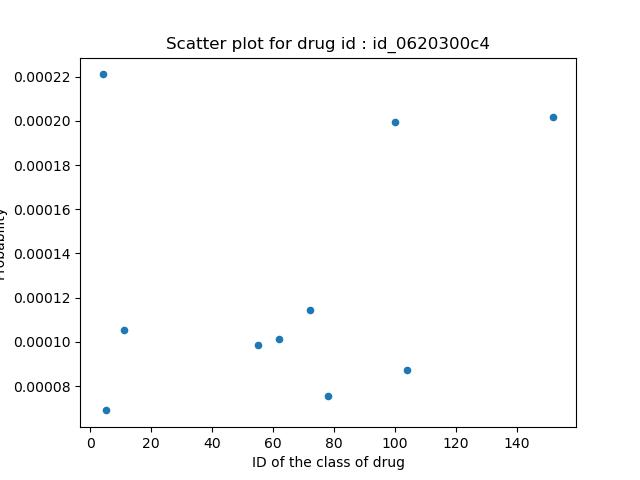 Scatter plot for drug id : id_0620300c4
0.00022
0.00020
0.00018
0.00016
0.00014
0.00012
0.00010
0.00008
Probability
0 20 40 60 80 100 120 140
ID of the class of drug